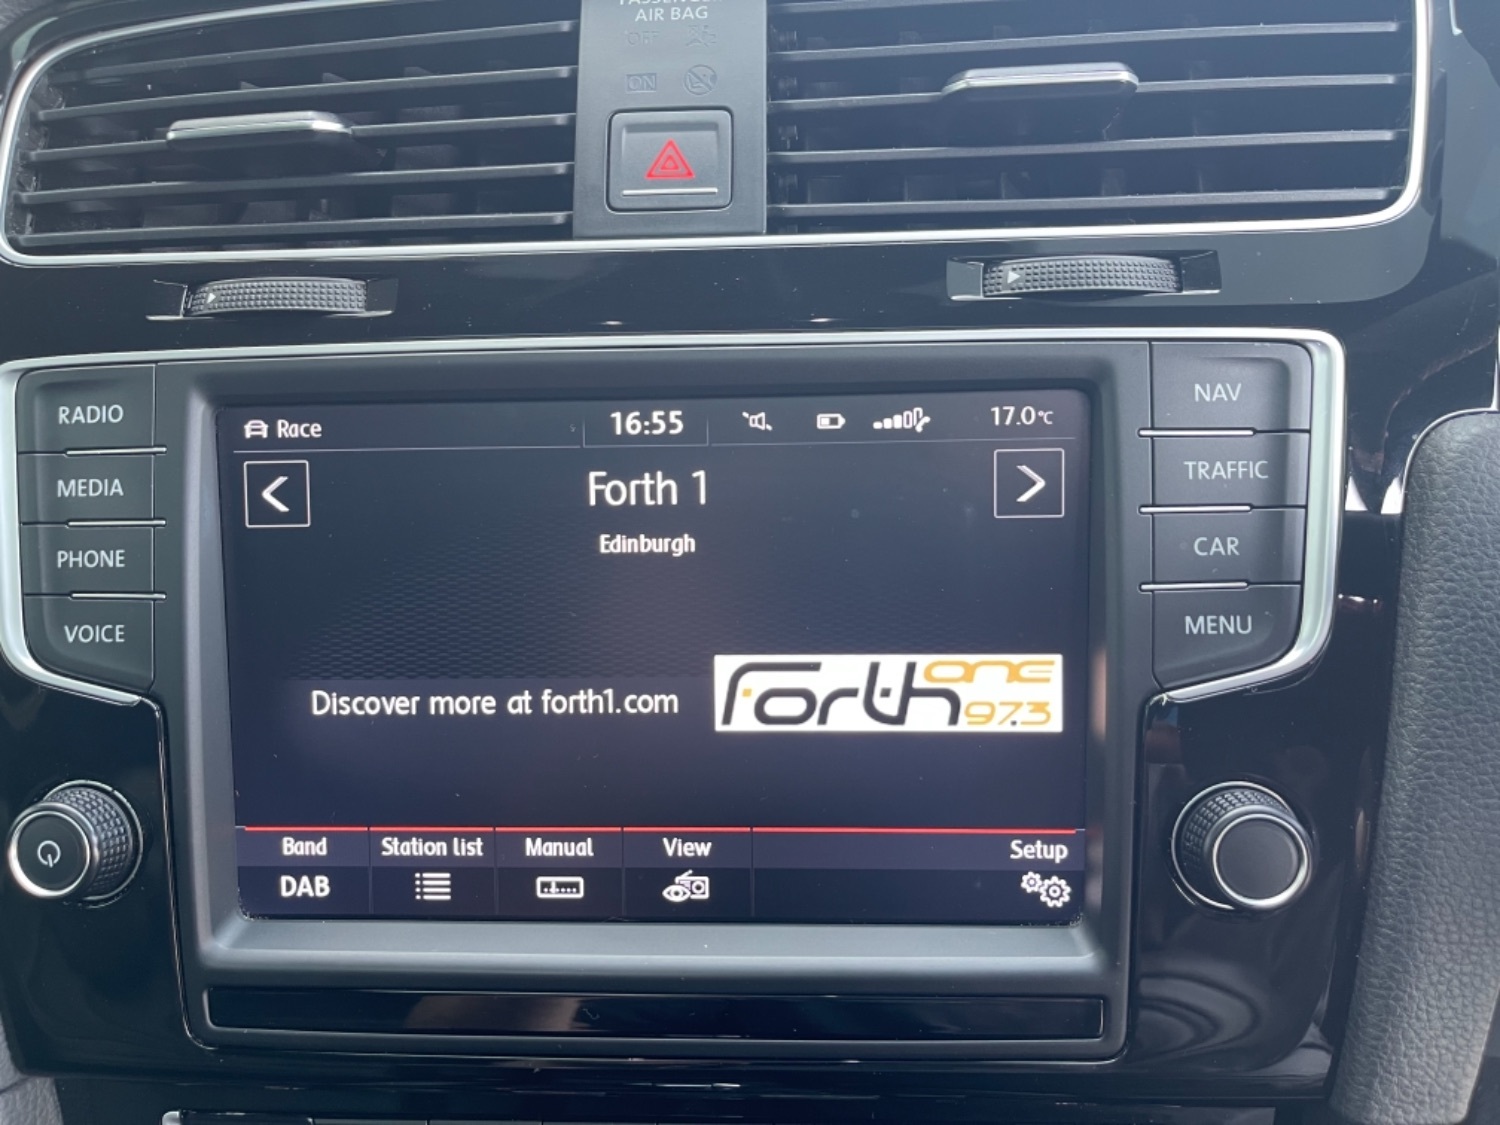 PASSENGER
AIR BAG
OFF
ON
RADIO
MEDIA
PHONE
VOICE
Race
16:55
17.0°C
Forth 1
Edinburgh
Discover more at forth1.com
Forth ONE
97.3
Band
Station list
Manual
View
Setup
DAB
NAV
TRAFFIC
CAR
MENU